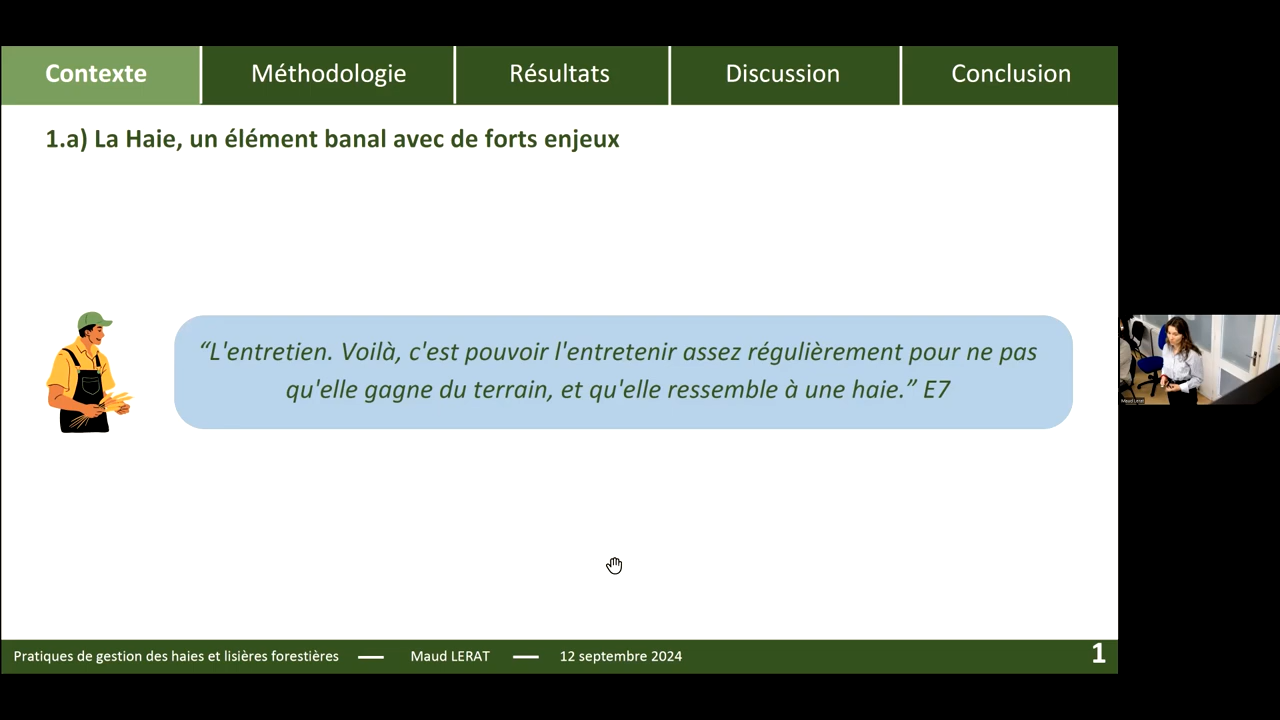 Contexte
Méthodologie
Résultats
Discussion
Conclusion
1.a) La Haie, un élément banal avec de forts enjeux
“L'entretien. Voilà, c'est pouvoir l'entretenir assez régulièrement pour ne pas
qu'elle gagne du terrain, et qu'elle ressemble à une haie.” E7
Maud Lerat
Pratiques de gestion des haies et lisières forestières — Maud LERAT — 12 septembre 2024
1